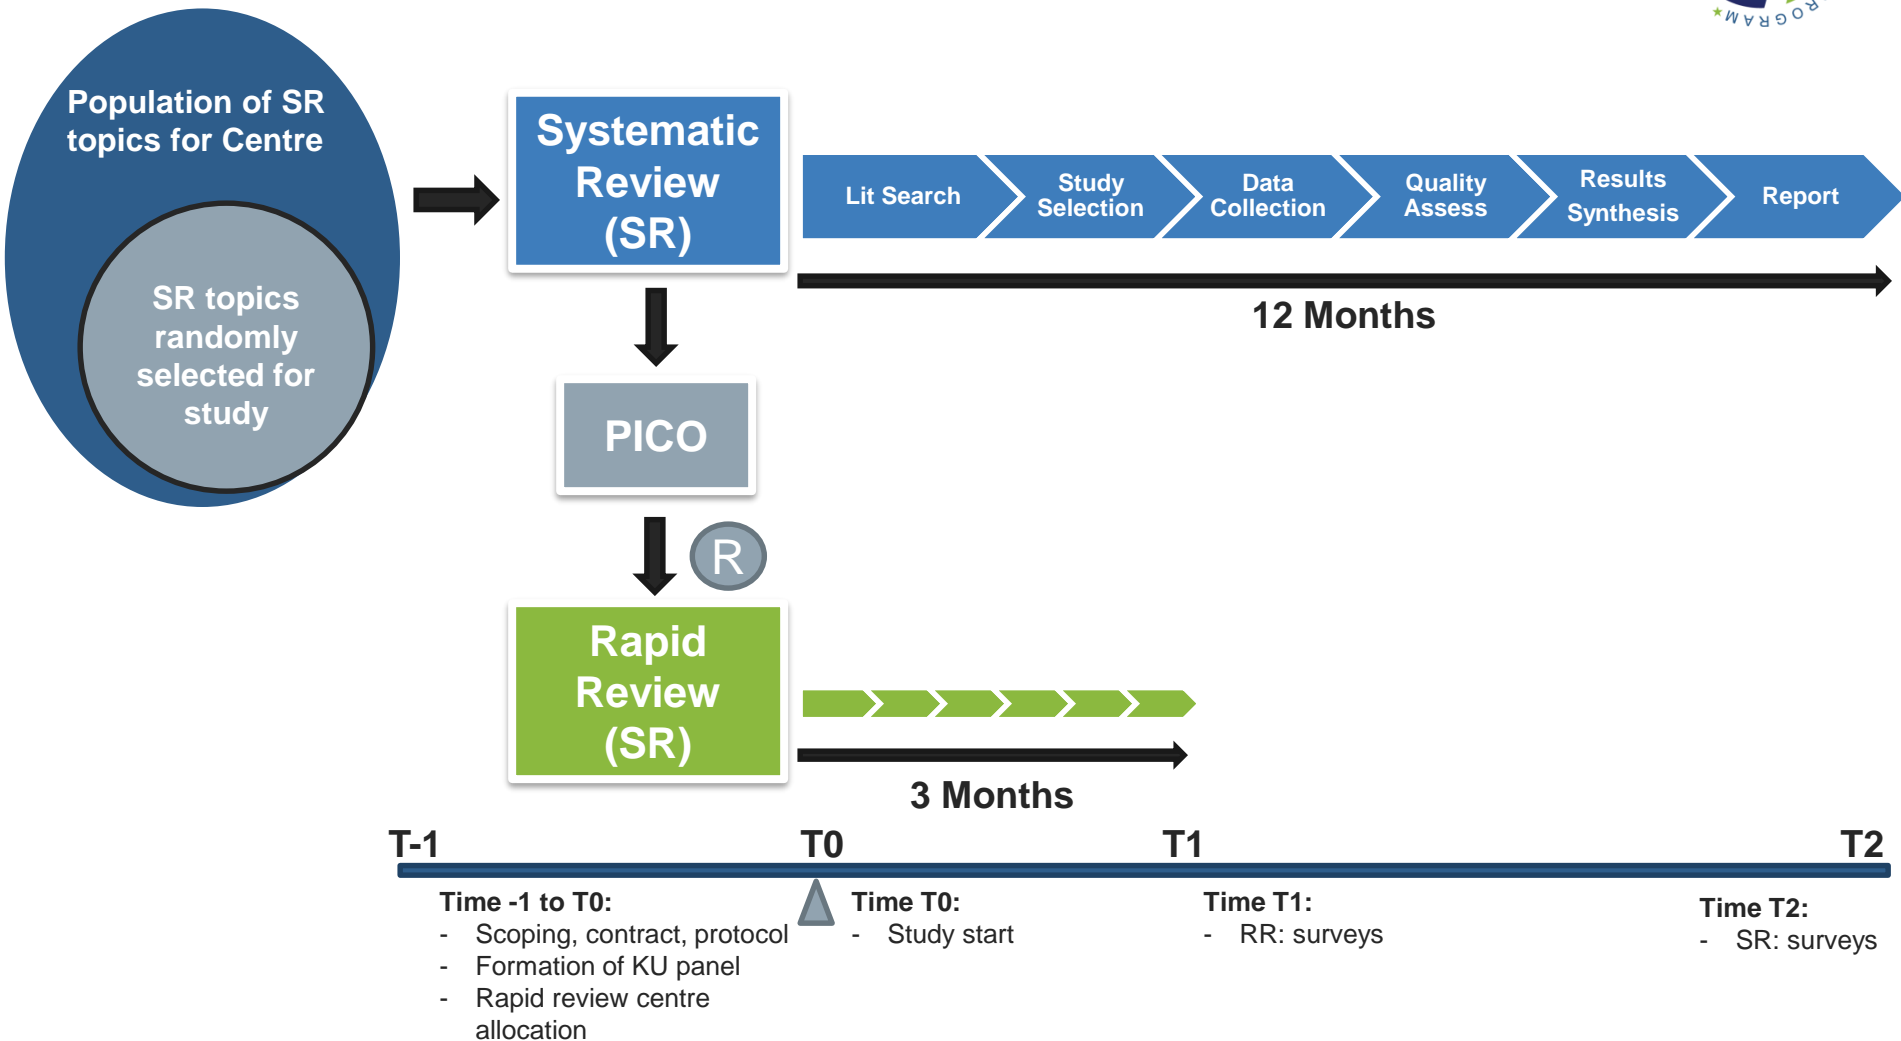 ROGRAM
Population of SR
topics for Centre
SR topics
randomly
selected for
study
Systematic
Review
(SR)
Lit Search
Study
Selection
Data
Collection
Quality
Assess
Results
Synthesis
Report
12 Months
PICO
R
Rapid
Review
(SR)
3 Months
T-1
T0
T1
T2
Time -1 to T0:
- Scoping, contract, protocol
- Formation of KU panel
- Rapid review centre
allocation
Time T0:
- Study start
Time T1:
- RR: surveys
Time T2:
- SR: surveys